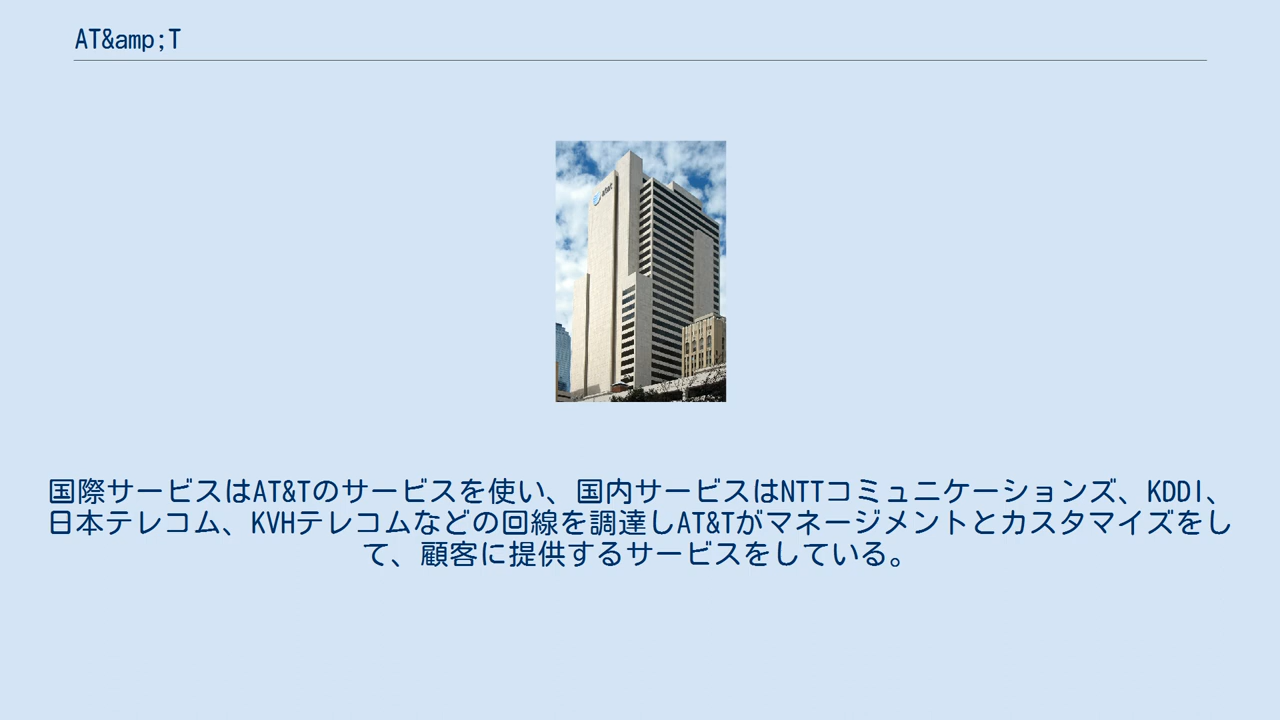 AT&amp;T
at&t
国際サービスはAT&Tのサービスを使い、国内サービスはNTTコミュニケーションズ、KDDI、
日本テレコム、KVHテレコムなどの回線を調達しAT&Tがマネージメントとカスタマイズをし
て、顧客に提供するサービスをしている。